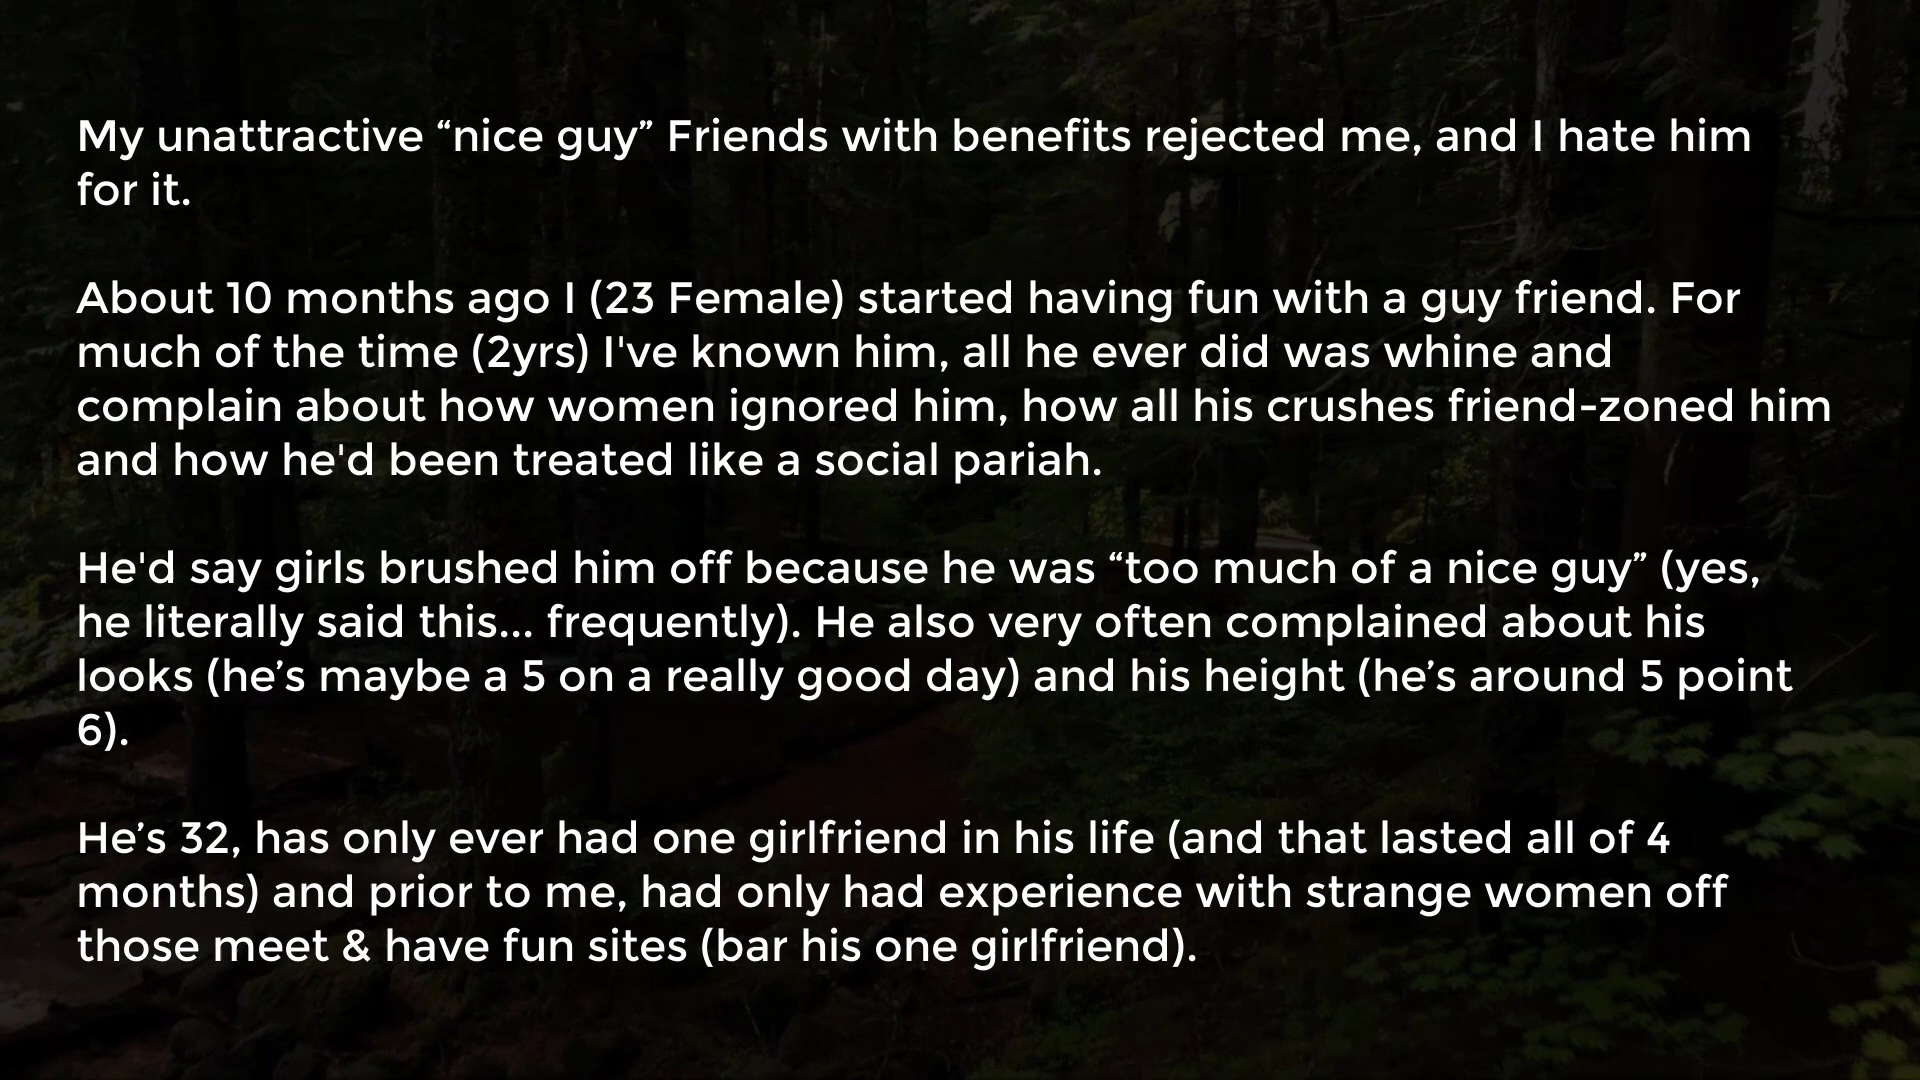 My unattractive “nice guy” Friends with benefits rejected me, and I hate him
for it.
About 10 months ago I (23 Female) started having fun with a guy friend. For
much of the time (2yrs) I've known him, all he ever did was whine and
complain about how women ignored him, how all his crushes friend-zoned him
and how he'd been treated like a social pariah.
He'd say girls brushed him off because he was “too much of a nice guy” (yes,
he literally said this... frequently). He also very often complained about his
looks (he’s maybe a 5 on a really good day) and his height (he’s around 5 point
6).
He’s 32, has only ever had one girlfriend in his life (and that lasted all of 4
months) and prior to me, had only had experience with strange women off
those meet & have fun sites (bar his one girlfriend).